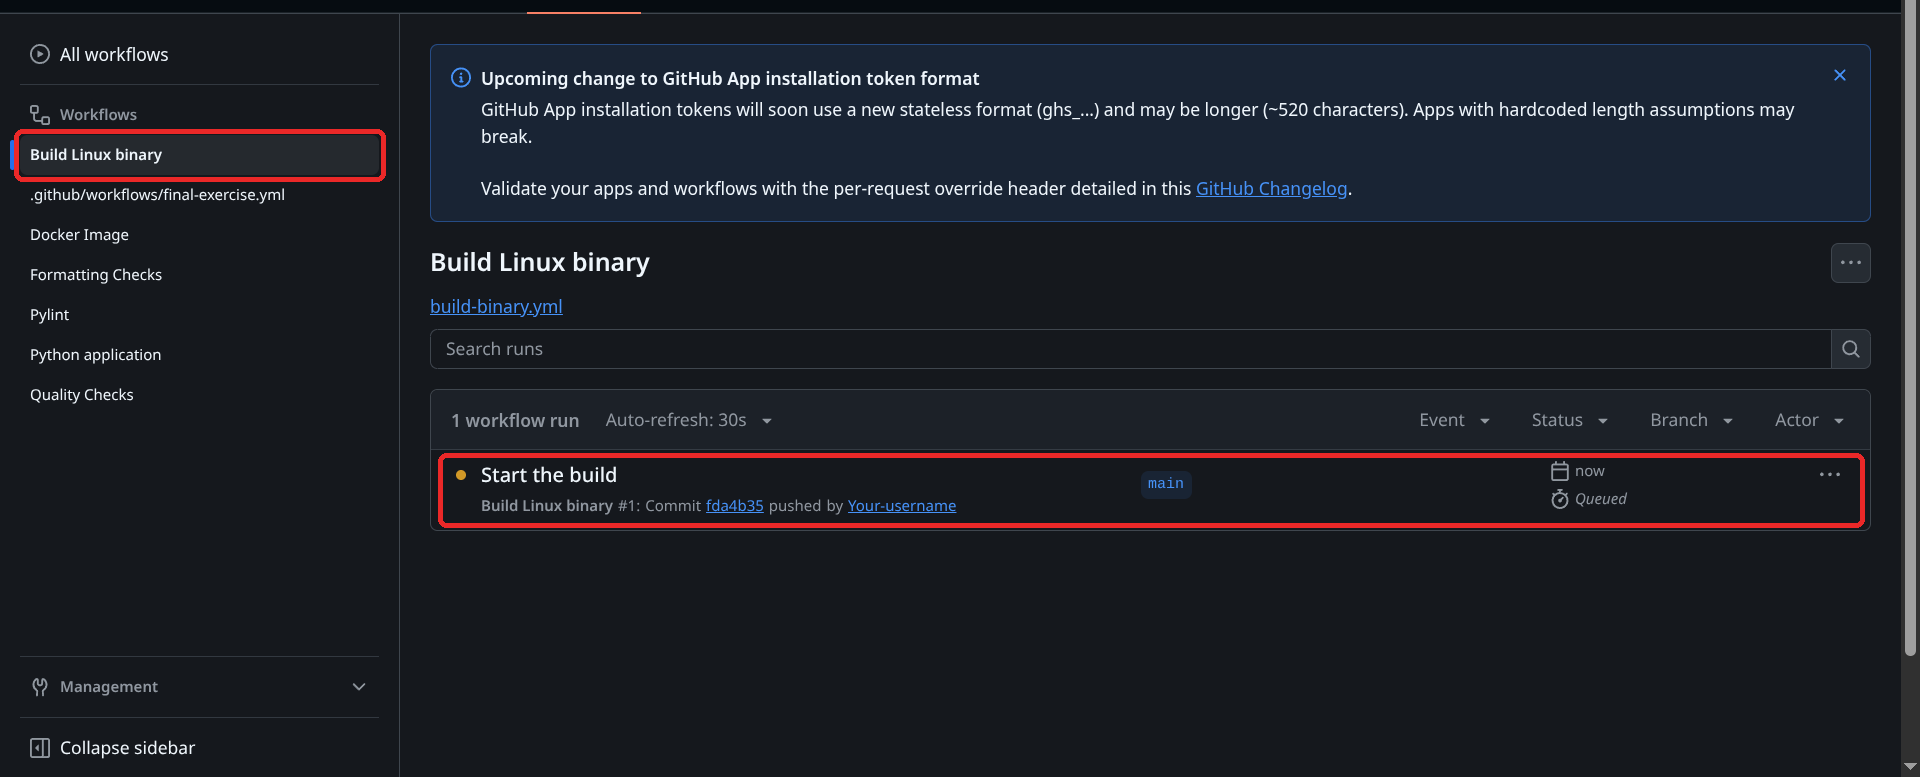 All workflows
Workflows
Build Linux binary
.github/workflows/final-exercise.yml
Docker Image
Formatting Checks
Pylint
Python application
Quality Checks
Management
Collapse sidebar
Upcoming change to GitHub App installation token format
GitHub App installation tokens will soon use a new stateless format (ghs_...) and may be longer (~520 characters). Apps with hardcoded length assumptions may
break.
Validate your apps and workflows with the per-request override header detailed in this GitHub Changelog.
Build Linux binary
build-binary.yml
Search runs
1 workflow run Auto-refresh: 30s Event Status Branch Actor
Start the build main now
Build Linux binary #1: Commit fda4b35 pushed by Your-username Queued